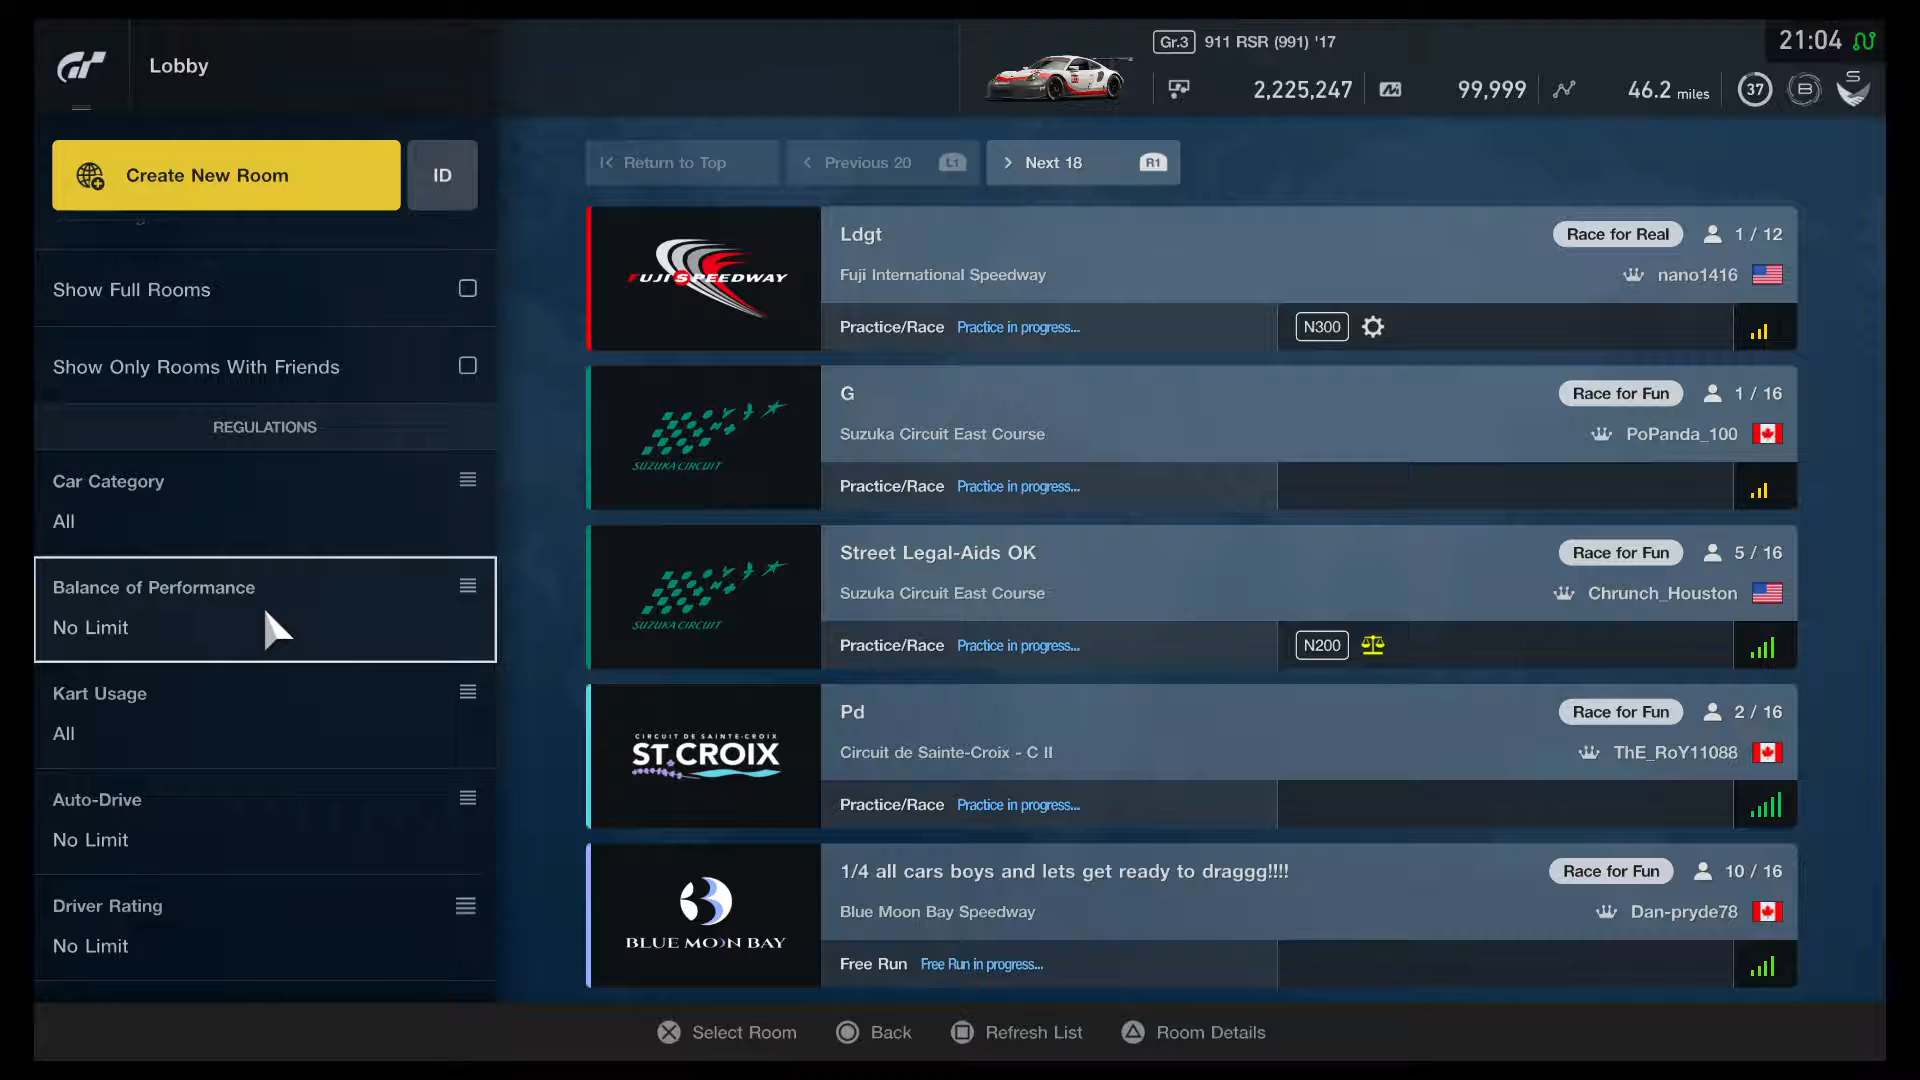 Lobby
Gr.3 911 RSR (991) '17
21:04
2,225,247
99,999
46.2 miles
37
B
S
Create New Room
ID
Show Full Rooms
Show Only Rooms With Friends
REGULATIONS
Car Category
All
Balance of Performance
No Limit
Kart Usage
All
Auto-Drive
No Limit
Driver Rating
No Limit
Return to Top
Previous 20 L1
Next 18 R1
FUJI SPEEDWAY
Ldgt
Race for Real 1 / 12
Fuji International Speedway
nano1416
Practice/Race Practice in progress...
N300
SUZUKA CIRCUIT
G
Race for Fun 1 / 16
Suzuka Circuit East Course
PoPanda_100
Practice/Race Practice in progress...
SUZUKA CIRCUIT
Street Legal-Aids OK
Race for Fun 5 / 16
Suzuka Circuit East Course
Chrunch_Houston
Practice/Race Practice in progress...
N200
CIRCUIT DE SAINTE-CROIX
ST.CROIX
Pd
Race for Fun 2 / 16
Circuit de Sainte-Croix - C II
ThE_RoY11088
Practice/Race Practice in progress...
BLUE MOON BAY
1/4 all cars boys and lets get ready to draggg!!!!
Race for Fun 10 / 16
Blue Moon Bay Speedway
Dan-pryde78
Free Run Free Run in progress...
Select Room
Back
Refresh List
Room Details